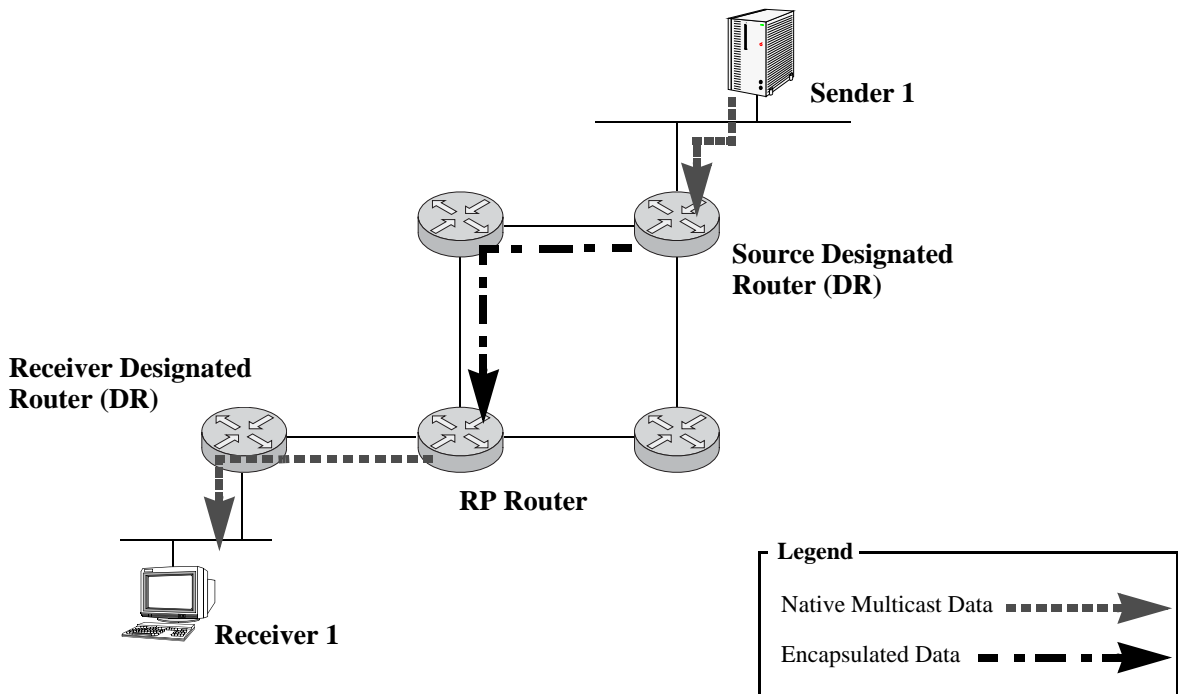 Sender 1
Source Designated
Router (DR)
Receiver Designated
Router (DR)
RP Router
Receiver 1
Legend
Native Multicast Data
Encapsulated Data